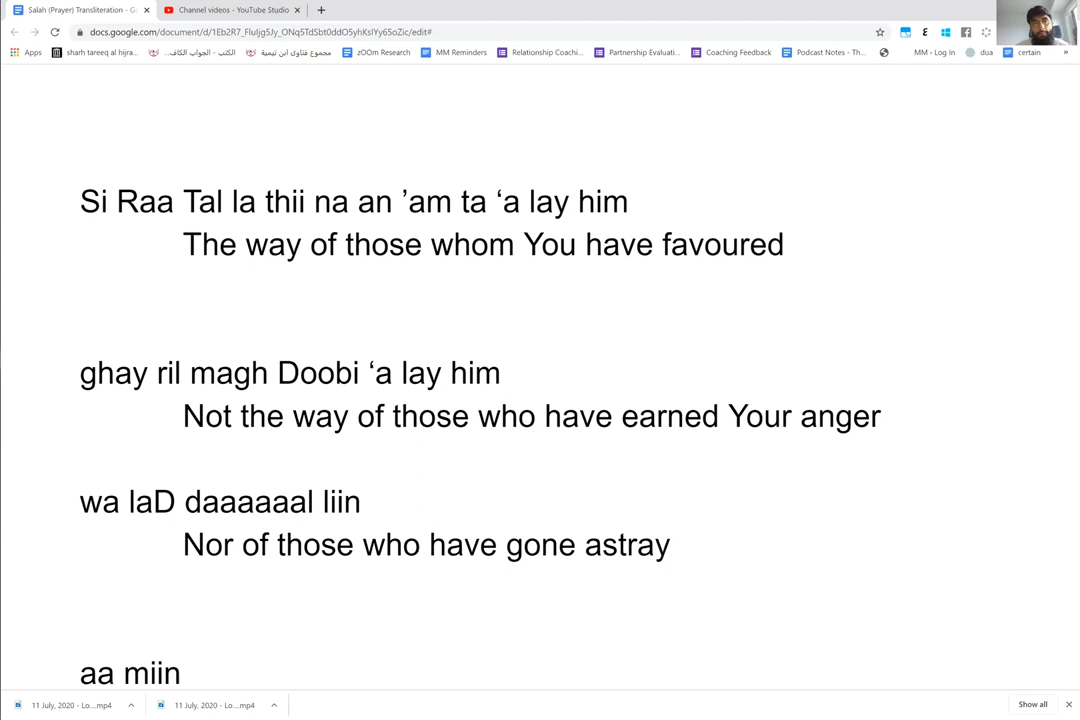 Salah (Prayer) Transliteration - G
Channel videos - YouTube Studio
docs.google.com/document/d/1Eb2R7_FluIjg5Jy_ONq5TdSbt0ddO5yhKsIYy6SoZic/edit#
Apps
sharh tareeq al hijra...
الكتب - الجواب الكاف...
مجموع فتاوى ابن تيمية
zOOm Research
MM Reminders
Relationship Coachi...
Partnership Evaluati...
Coaching Feedback
Podcast Notes - Th...
MM - Log In
dua
certain
»
Si Raa Tal la thii na an ’am ta ‘a lay him
The way of those whom You have favoured
ghay ril magh Doobi ‘a lay him
Not the way of those who have earned Your anger
wa laD daaaaaal liin
Nor of those who have gone astray
aa miin
11 July, 2020 - Lo....mp4
11 July, 2020 - Lo....mp4
Show all